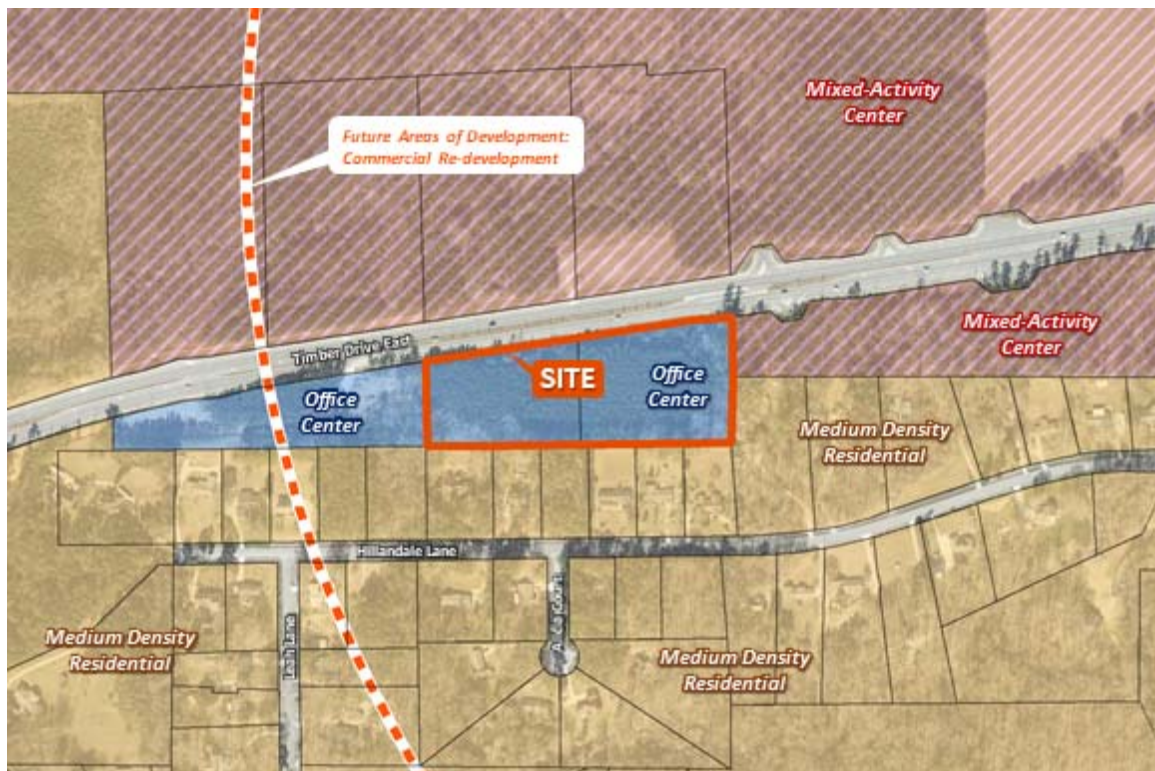 Mixed-Activity
Center
Future Areas of Development:
Commercial Re-development
Mixed-Activity
Center
Timber Drive East
SITE
Office
Center
Office
Center
Medium Density
Residential
Hillandale Lane
Leah Lane
Court
Medium Density
Residential
Medium Density
Residential